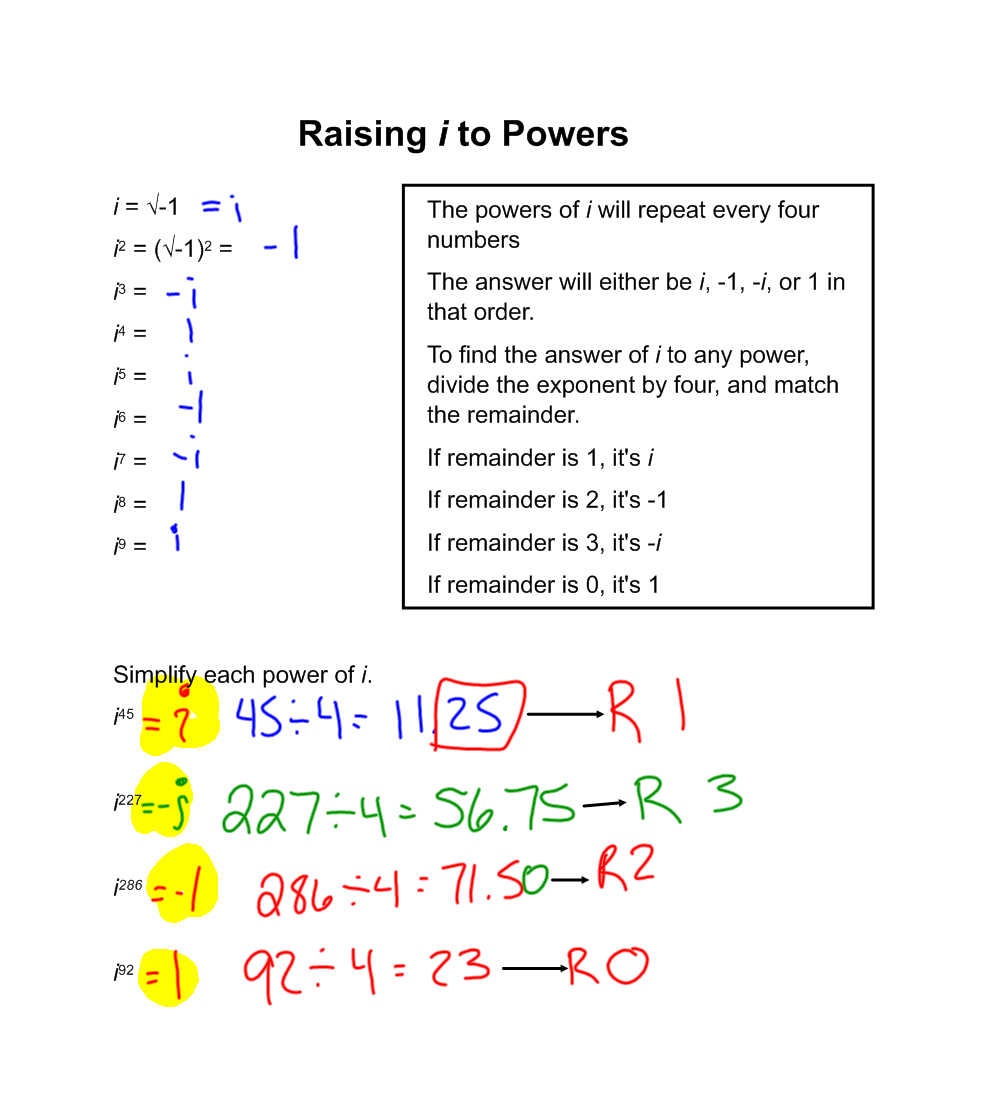 Raising i to Powers
i = √-1 = i
i² = (√-1)² = -1
i³ = -i
i⁴ = 1
i⁵ = i
i⁶ = -1
i⁷ = -i
i⁸ = 1
i⁹ = i
The powers of i will repeat every four
numbers
The answer will either be i, -1, -i, or 1 in
that order.
To find the answer of i to any power,
divide the exponent by four, and match
the remainder.
If remainder is 1, it's i
If remainder is 2, it's -1
If remainder is 3, it's -i
If remainder is 0, it's 1
Simplify each power of i.
i⁴⁵ = i 45÷4= 11.25 → R 1
i²²⁷ =-i 227÷4= 56.75 → R 3
i²⁸⁶ = -1 286÷4=71.50 → R2
i⁹² = 1 92÷4 = 23 → R0